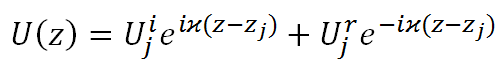 U(z) = U_j^i e^{iϰ(z−z_j)} + U_j^r e^{−iϰ(z−z_j)}